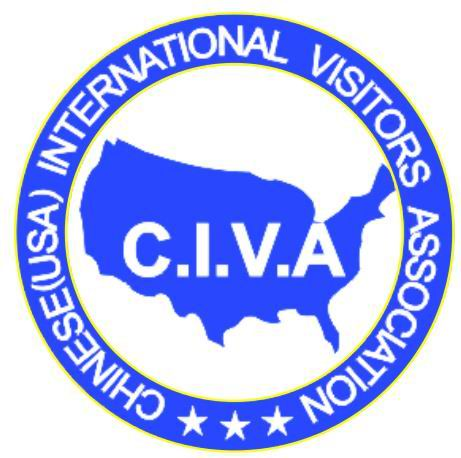 CHINESE(USA) INTERNATIONAL VISITORS ASSOCIATION
C.I.V.A